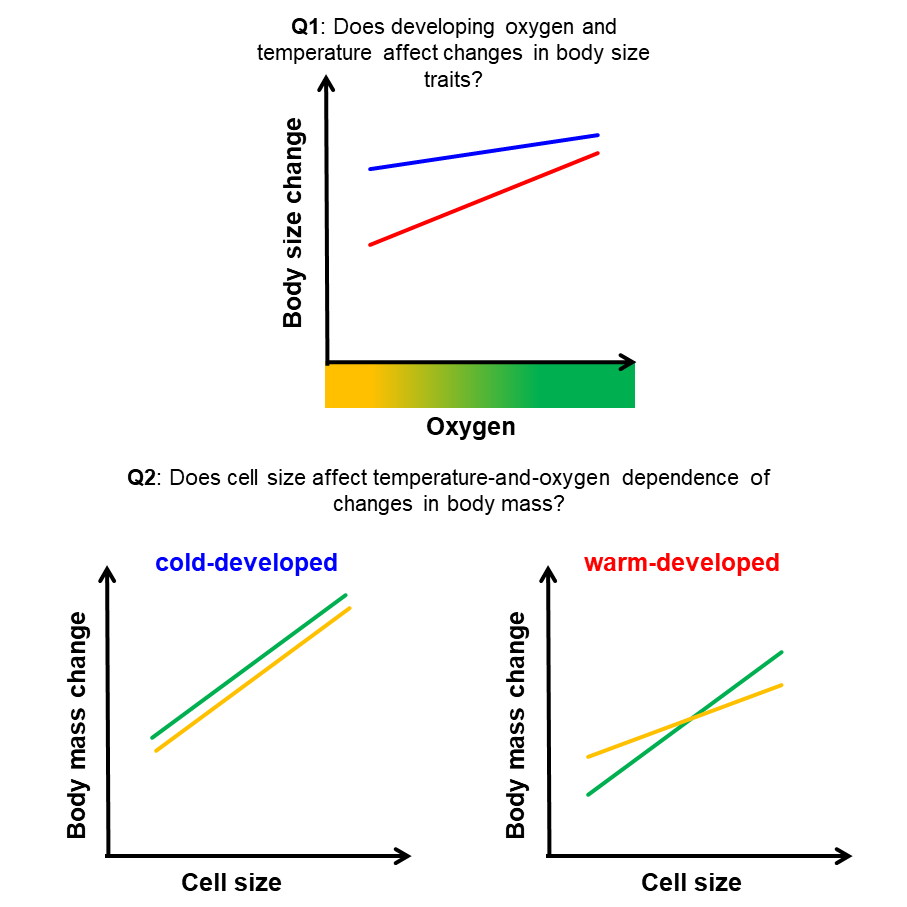 Q1: Does developing oxygen and
temperature affect changes in body size
traits?
Body size change
Oxygen
Q2: Does cell size affect temperature-and-oxygen dependence of
changes in body mass?
cold-developed
Body mass change
Cell size
warm-developed
Body mass change
Cell size